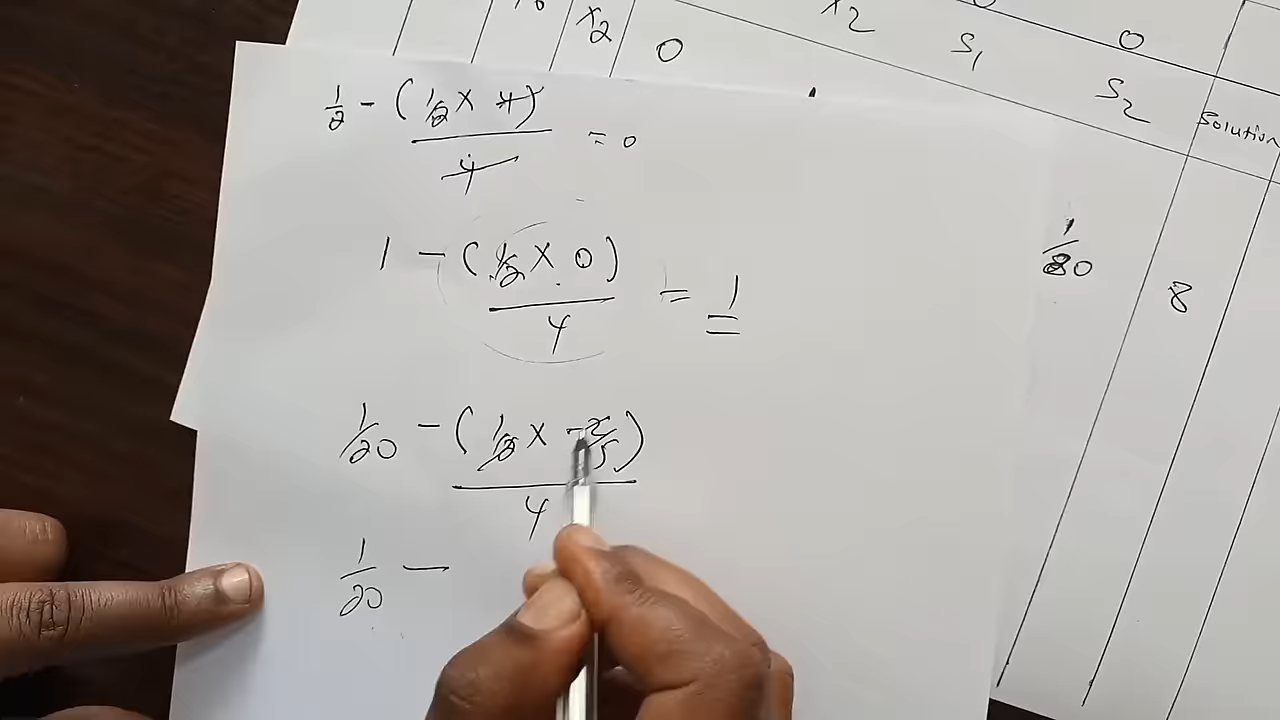 x₂ 0 x₂ S₁ 0 S₂ Solution
1/2 - (1/2 x 4)/4 = 0
1 - (1/2 x 0)/4 = 1
1/20 8
1/20 - (1/2 x -2/5)/4
1/20 -